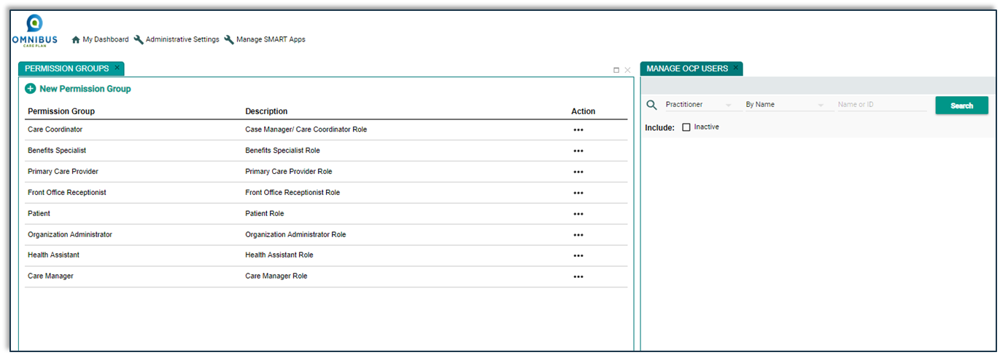 OMNIBUS
CARE PLAN
My Dashboard Administrative Settings Manage SMART Apps
PERMISSION GROUPS ×
New Permission Group
Permission Group Description Action
Care Coordinator Case Manager/ Care Coordinator Role •••
Benefits Specialist Benefits Specialist Role •••
Primary Care Provider Primary Care Provider Role •••
Front Office Receptionist Front Office Receptionist Role •••
Patient Patient Role •••
Organization Administrator Organization Administrator Role •••
Health Assistant Health Assistant Role •••
Care Manager Care Manager Role •••
MANAGE OCP USERS ×
Practitioner By Name Name or ID Search
Include: Inactive